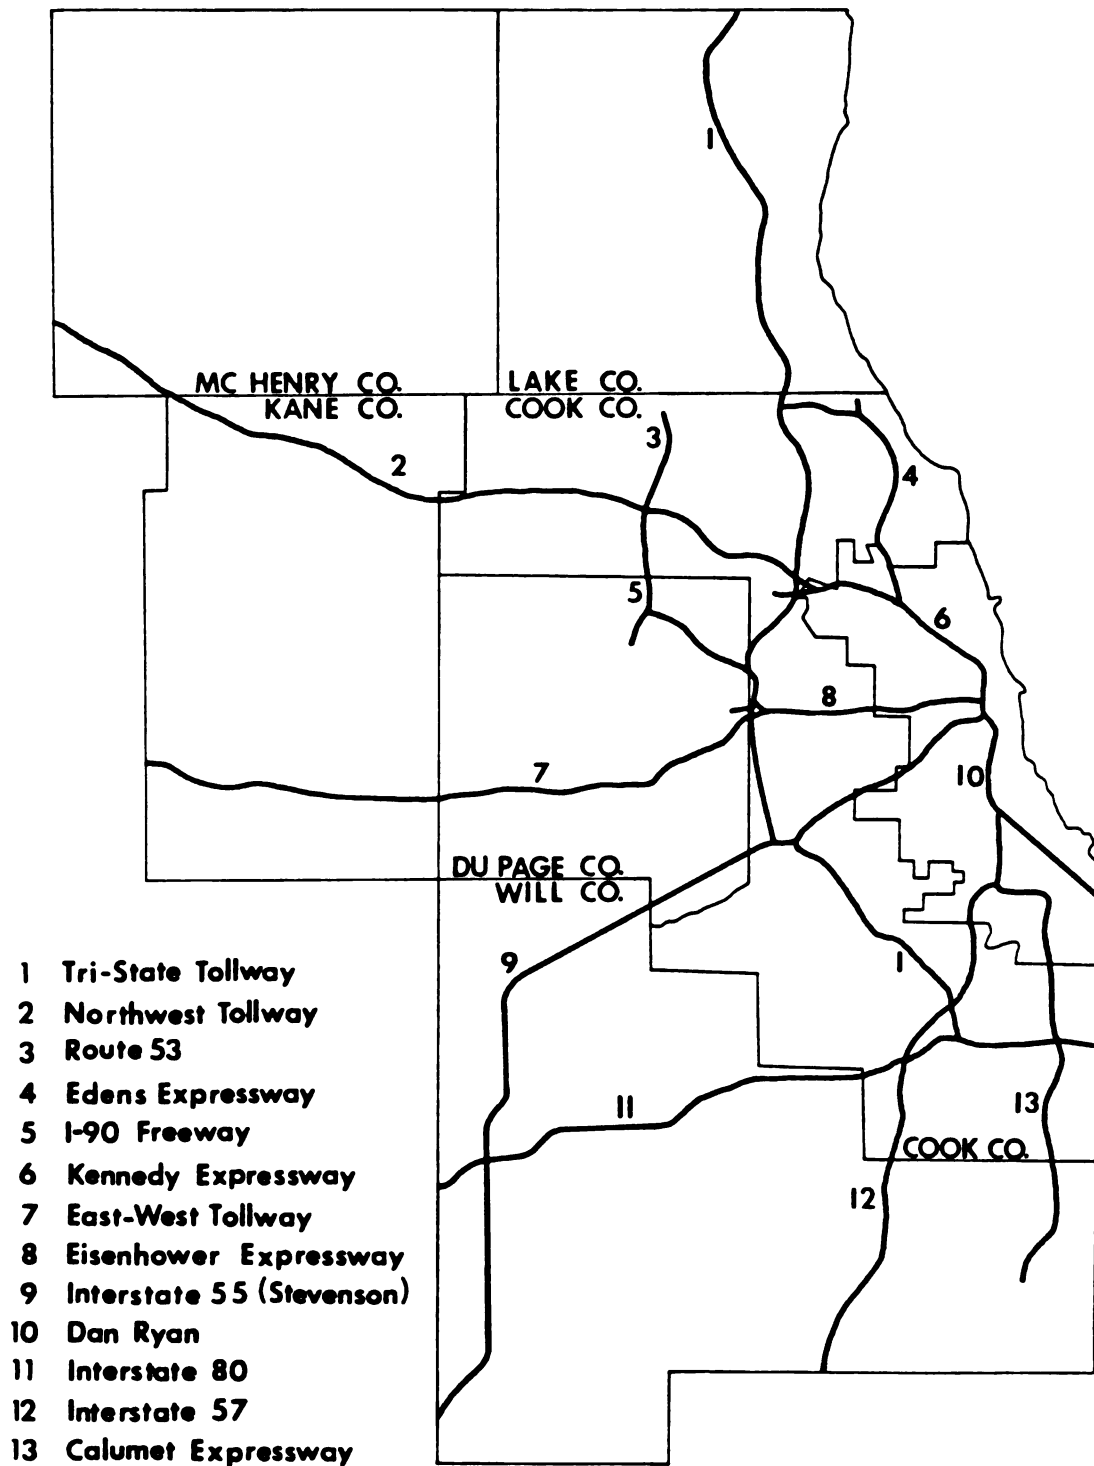 1
MC HENRY CO.
LAKE CO.
KANE CO.
COOK CO.
3
2
4
5
6
8
7
10
DU PAGE CO.
WILL CO.
9
1
11
13
COOK CO.
12
1 Tri-State Tollway
2 Northwest Tollway
3 Route 53
4 Edens Expressway
5 I-90 Freeway
6 Kennedy Expressway
7 East-West Tollway
8 Eisenhower Expressway
9 Interstate 55 (Stevenson)
10 Dan Ryan
11 Interstate 80
12 Interstate 57
13 Calumet Expressway